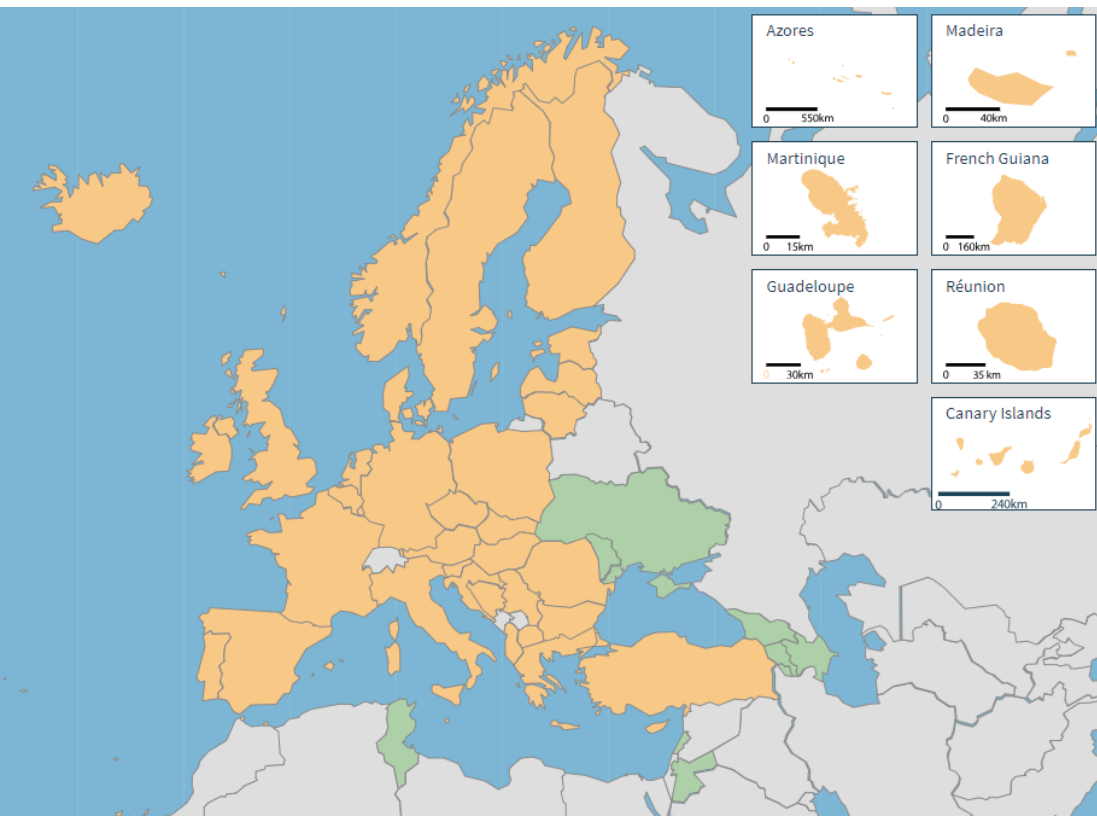 Azores
0 550km
Madeira
0 40km
Martinique
0 15km
French Guiana
0 160km
Guadeloupe
0 30km
Réunion
0 35 km
Canary Islands
0 240km